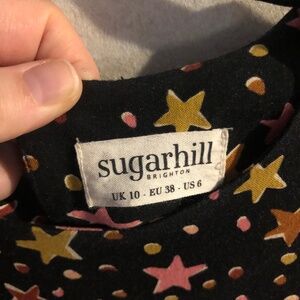 sugarhill
BRIGHTON
UK 10 · EU 38 · US 6